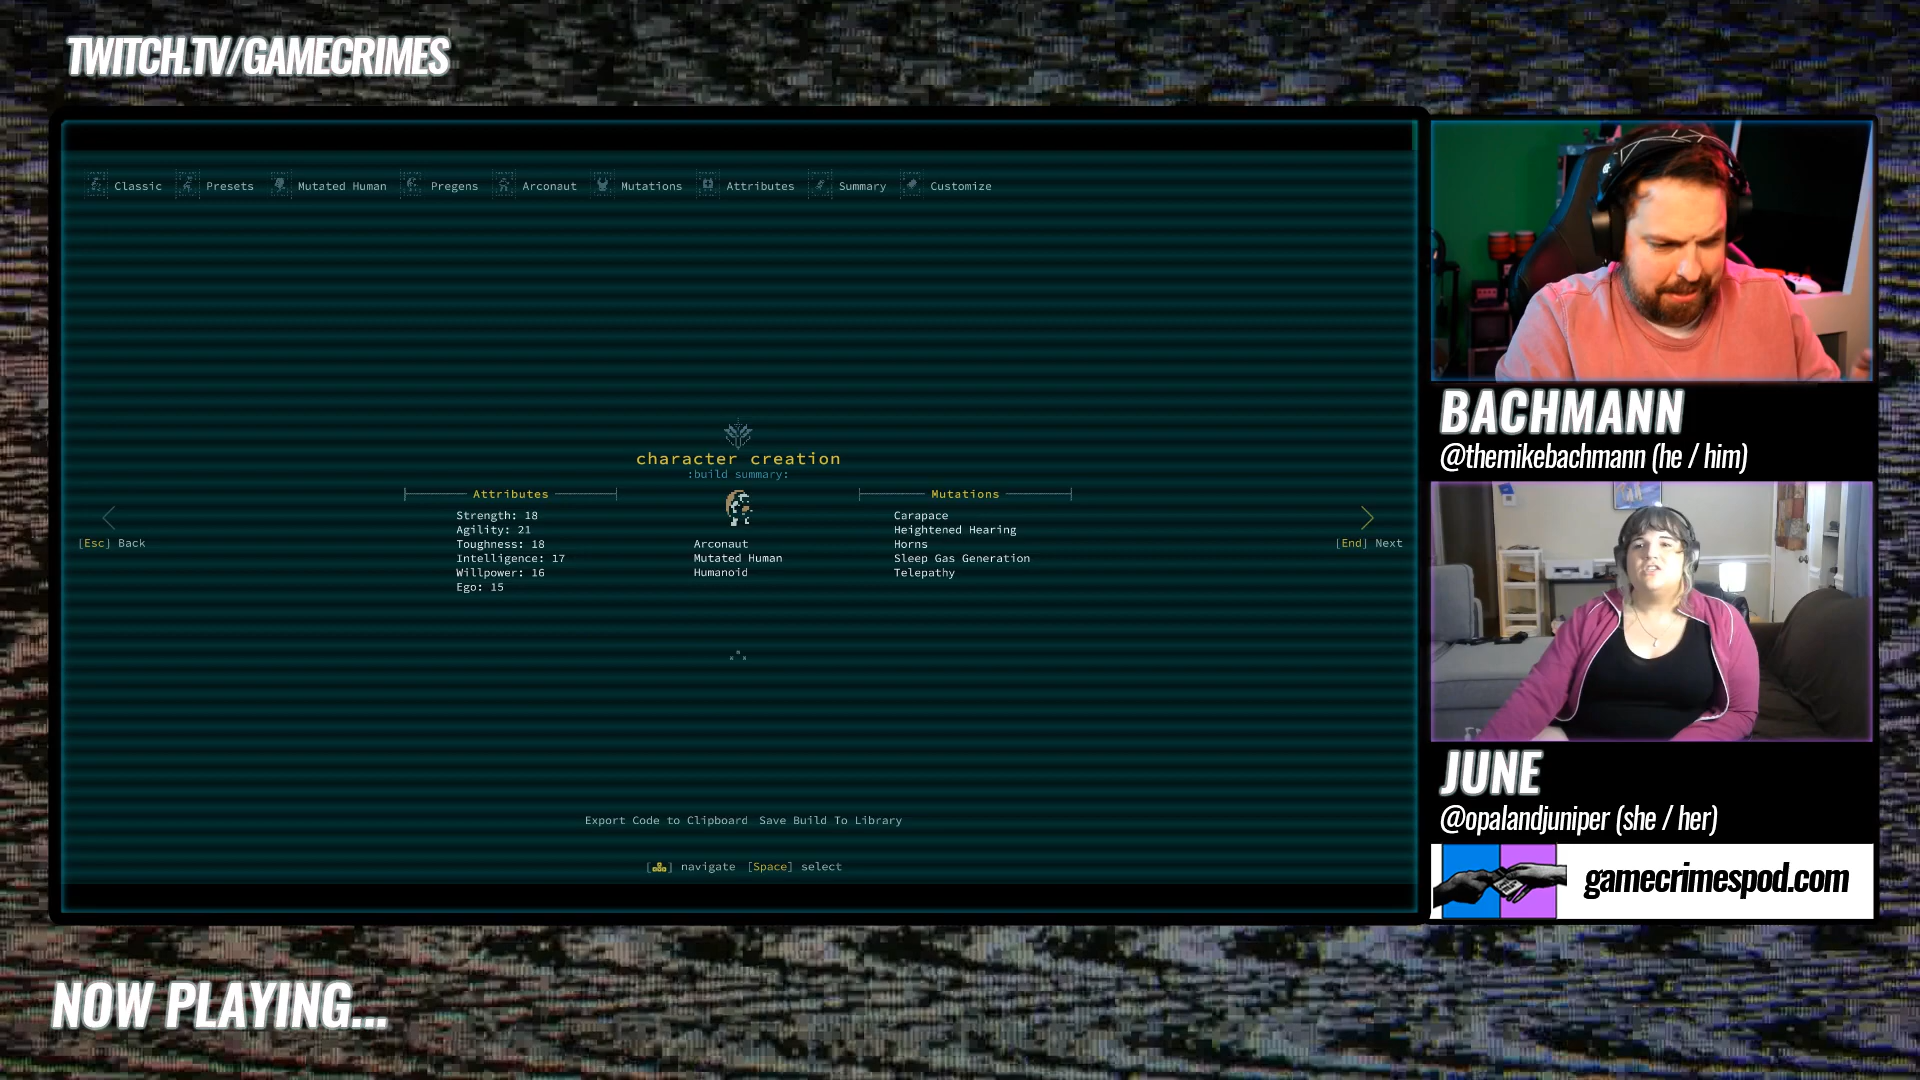 TWITCH.TV/GAMECRIMES
Classic Presets Mutated Human Pregens Arconaut Mutations Attributes Summary Customize
character creation
:build summary:
Attributes
Strength: 18
Agility: 21
Toughness: 18
Intelligence: 17
Willpower: 16
Ego: 15
Arconaut
Mutated Human
Humanoid
Mutations
Carapace
Heightened Hearing
Horns
Sleep Gas Generation
Telepathy
[Esc] Back
[End] Next
Export Code to Clipboard Save Build To Library
navigate [Space] select
BACHMANN
@themikebachmann (he / him)
JUNE
@opalandjuniper (she / her)
gamecrimespod.com
NOW PLAYING...